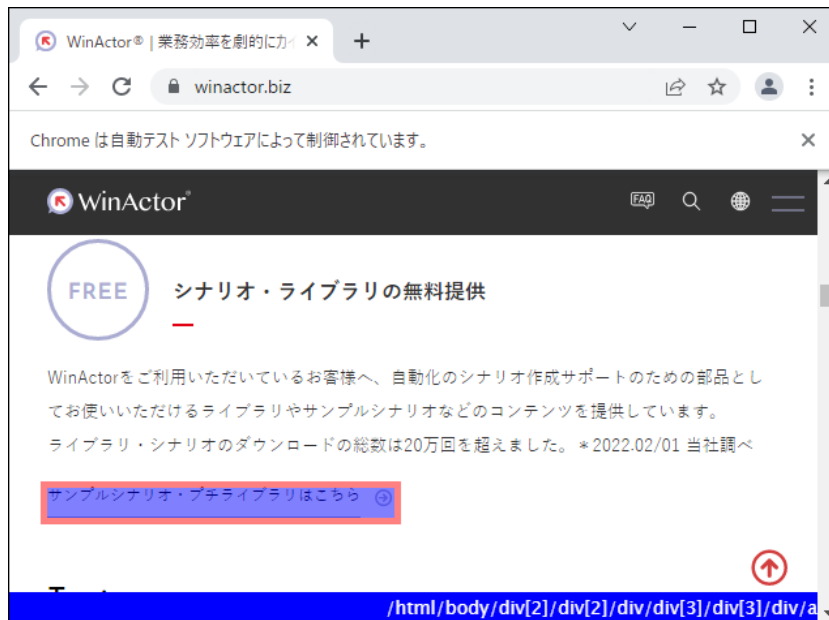 WinActor® | 業務効率を劇的にカ
winactor.biz
Chrome は自動テスト ソフトウェアによって制御されています。
WinActor®
FAQ
FREE
シナリオ・ライブラリの無料提供
WinActorをご利用いただいているお客様へ、自動化のシナリオ作成サポートのための部品とし
てお使いいただけるライブラリやサンプルシナリオなどのコンテンツを提供しています。
ライブラリ・シナリオのダウンロードの総数は20万回を超えました。＊2022.02/01 当社調べ
サンプルシナリオ・プチライブラリはこちら
/html/body/div[2]/div[2]/div/div[3]/div[3]/div/a